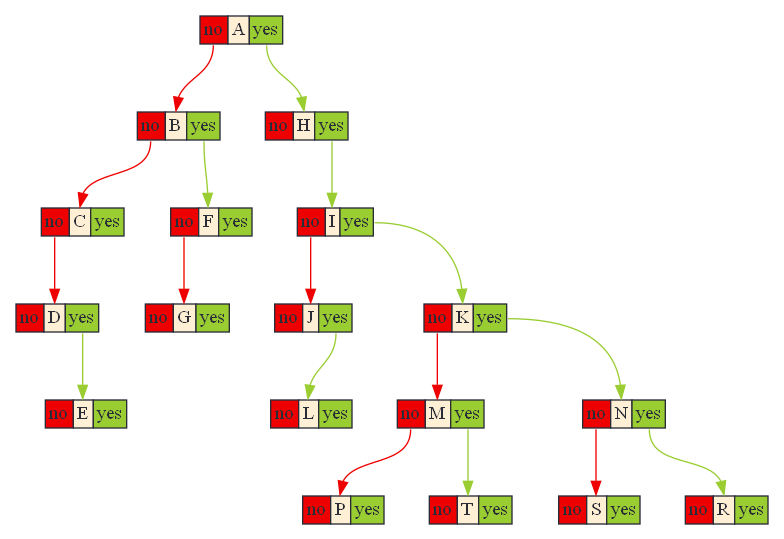 no A yes
no B yes no H yes
no C yes no F yes no I yes
no D yes no G yes no J yes no K yes
no E yes no L yes no M yes no N yes
no P yes no T yes no S yes no R yes